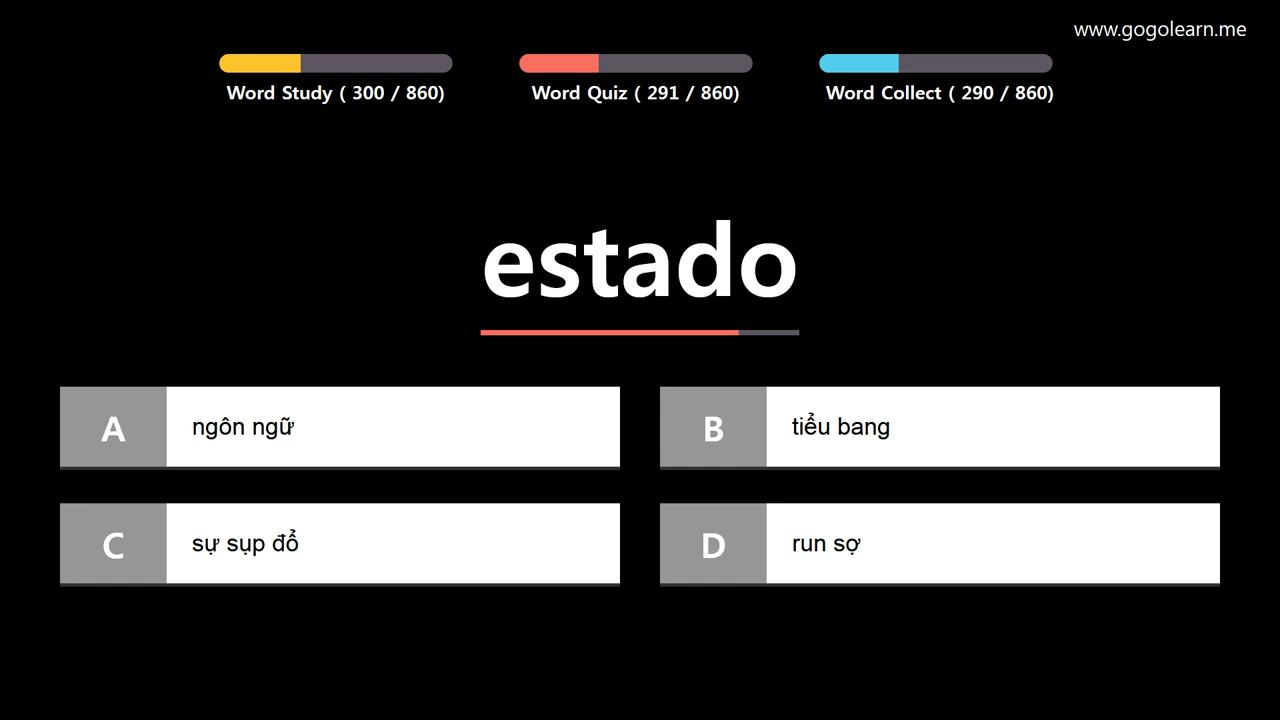 www.gogolearn.me
Word Study ( 300 / 860)
Word Quiz ( 291 / 860)
Word Collect ( 290 / 860)
estado
A
ngôn ngữ
B
tiểu bang
C
sự sụp đổ
D
run sợ